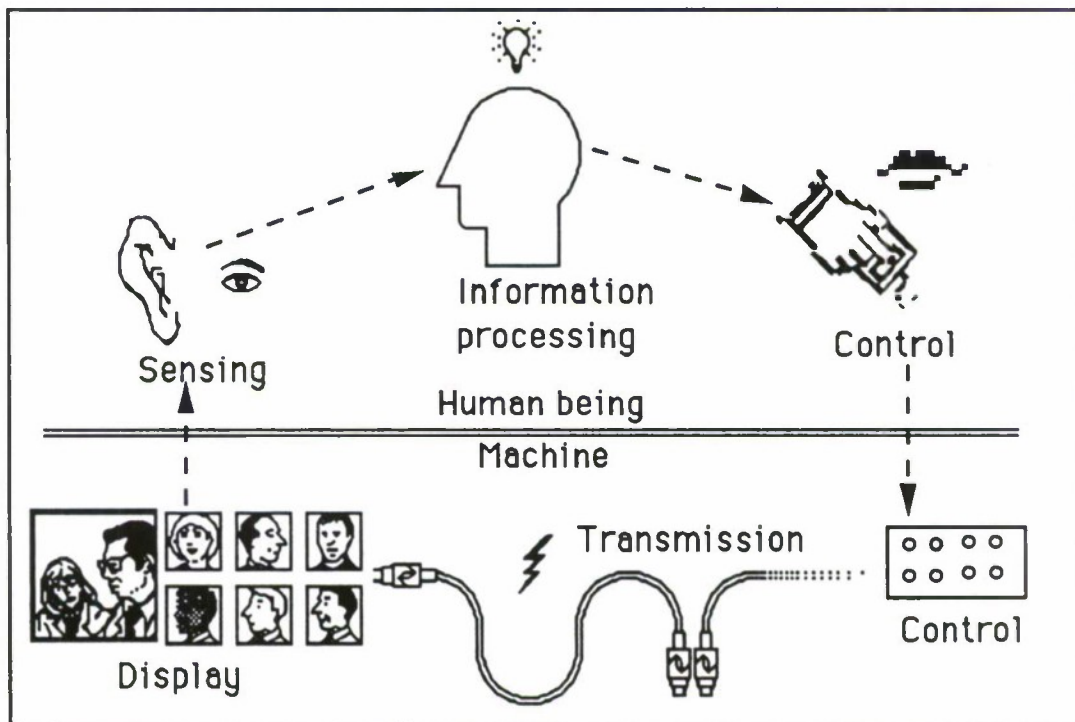 Information
processing
Sensing
Control
Human being
Machine
Transmission
Control
Display